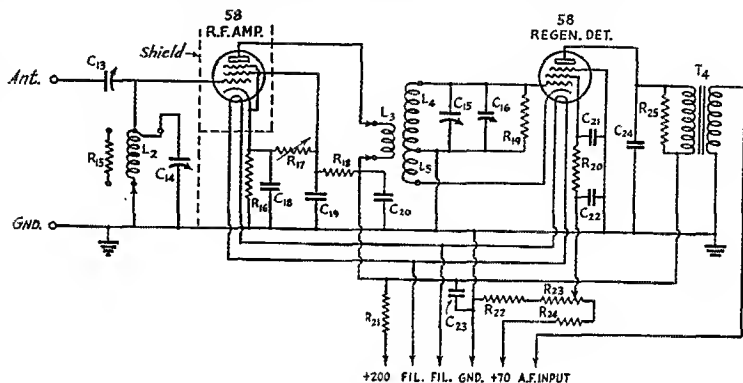 58
R.F. AMP.
58
REGEN. DET.
Shield
Ant.
C13
L2
R15
C14
R17
R18
R16
C18
C19
C20
L3
L4
L5
C15
C16
R19
C21
R20
C22
C24
R25
T4
GND.
R21
C23
R22
R23
R24
+200 FIL. FIL. GND. +70 A.F. INPUT